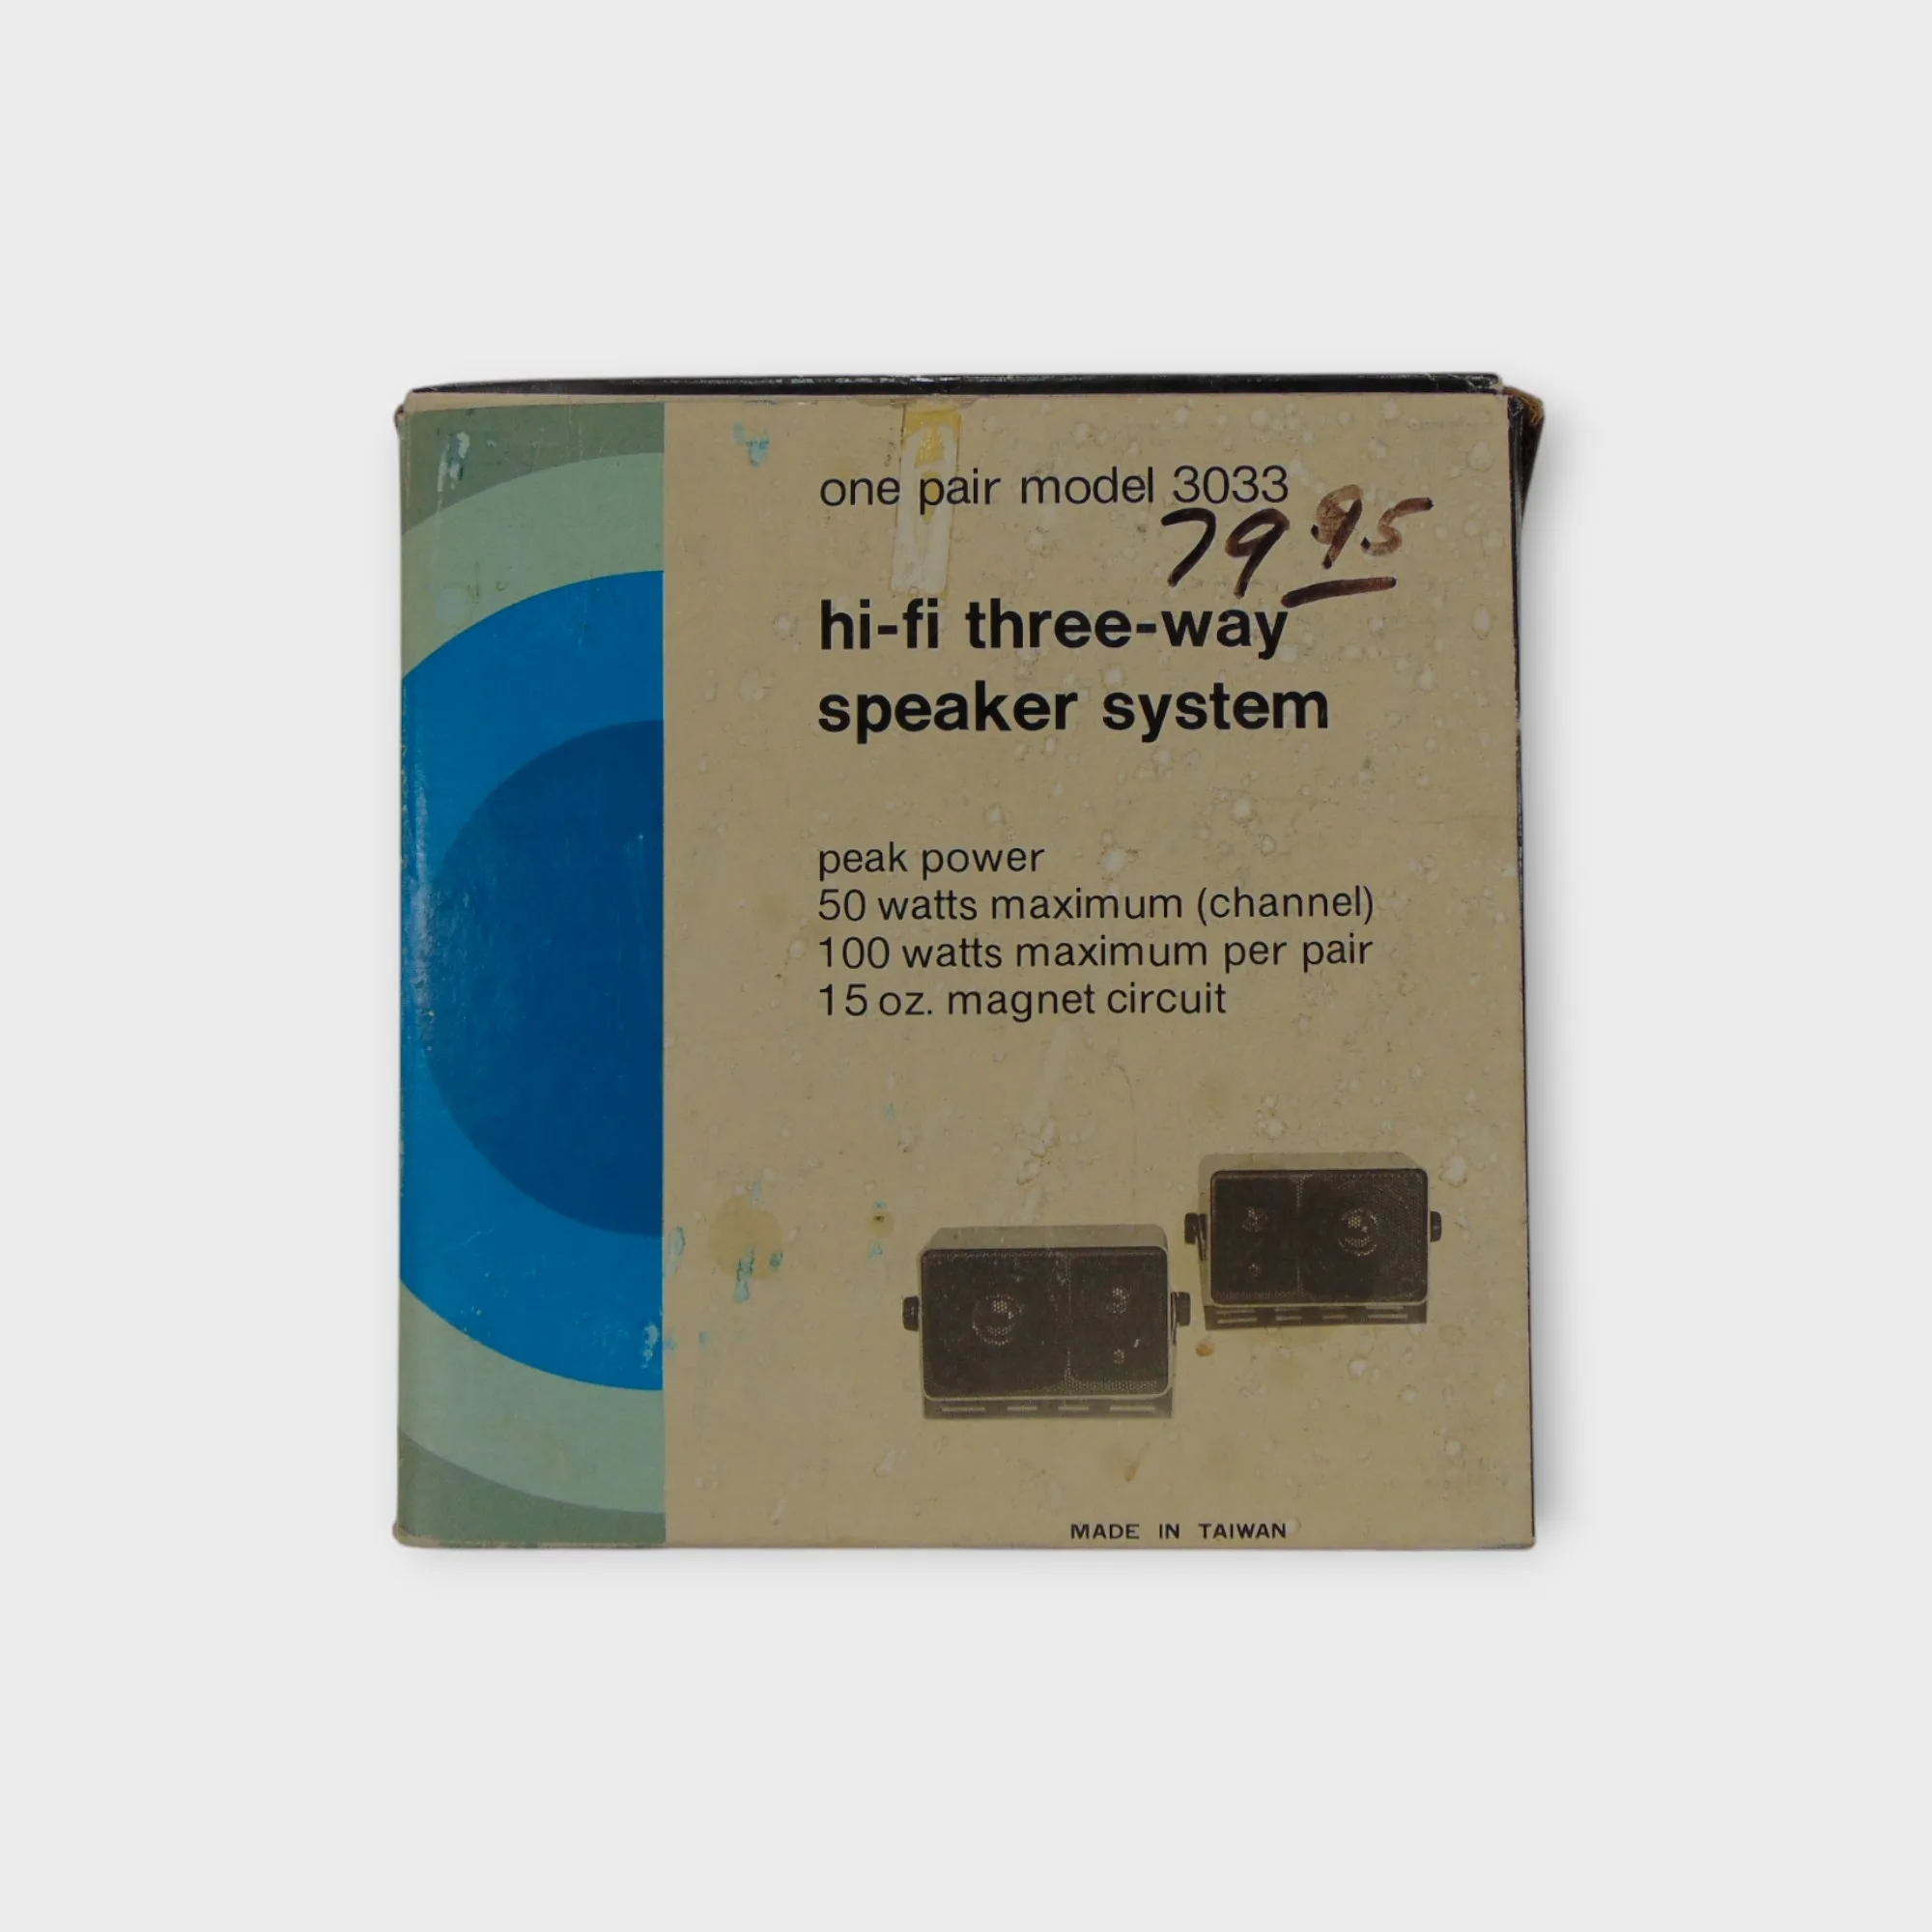 one pair model 3033
79.95
hi-fi three-way
speaker system
peak power
50 watts maximum (channel)
100 watts maximum per pair
15 oz. magnet circuit
MADE IN TAIWAN